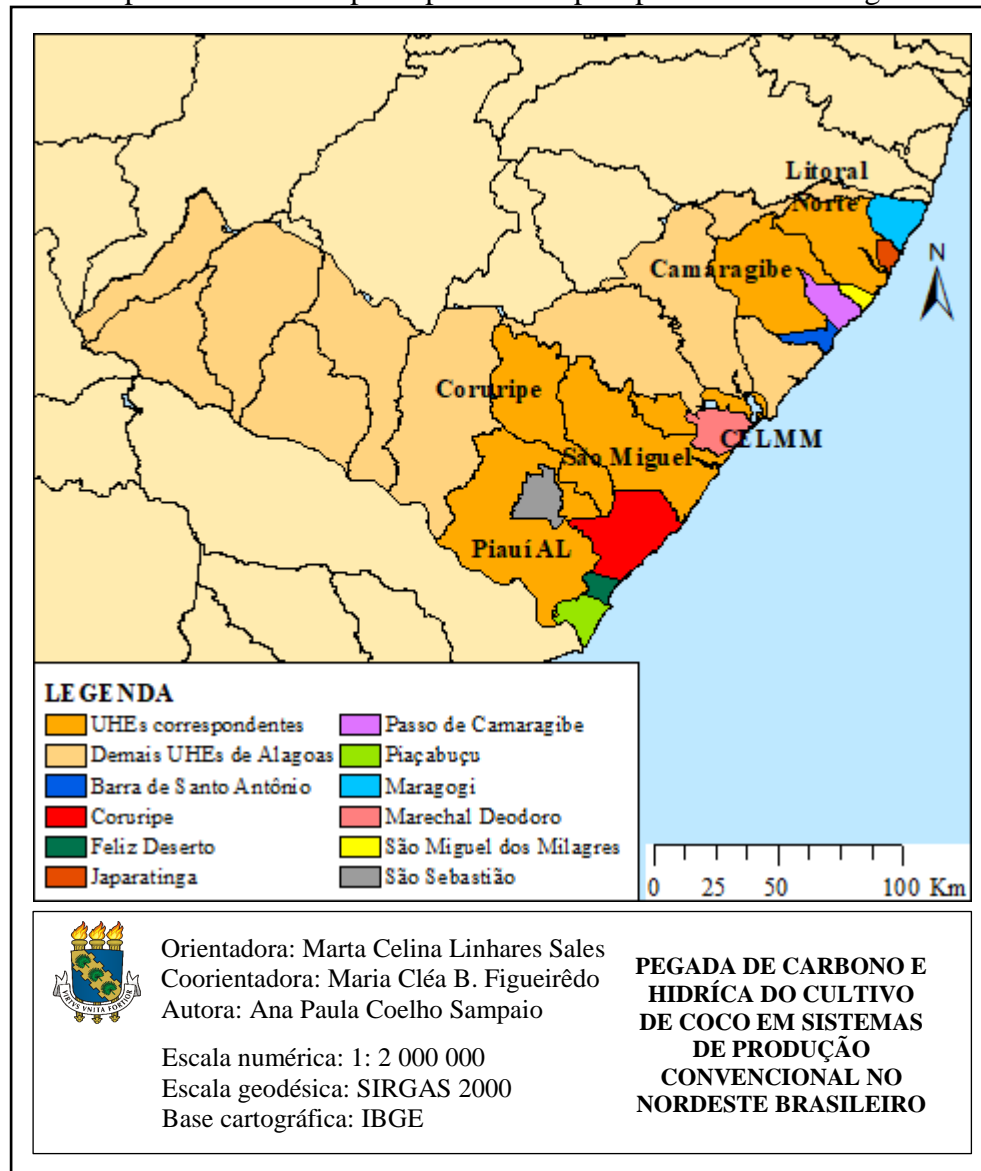 Litoral
Norte
N
Camaragibe
Coruripe
CELMM
São Miguel
Piauí AL
LEGENDA
UHEs correspondentes
Demais UHEs de Alagoas
Barra de Santo Antônio
Coruripe
Feliz Deserto
Japaratinga
Passo de Camaragibe
Piaçabuçu
Maragogi
Marechal Deodoro
São Miguel dos Milagres
São Sebastião
0 25 50 100 Km
VIRTVS VNITA FORTIOR
Orientadora: Marta Celina Linhares Sales
Coorientadora: Maria Cléa B. Figueirêdo
Autora: Ana Paula Coelho Sampaio
Escala numérica: 1: 2 000 000
Escala geodésica: SIRGAS 2000
Base cartográfica: IBGE
PEGADA DE CARBONO E
HIDRÍCA DO CULTIVO
DE COCO EM SISTEMAS
DE PRODUÇÃO
CONVENCIONAL NO
NORDESTE BRASILEIRO